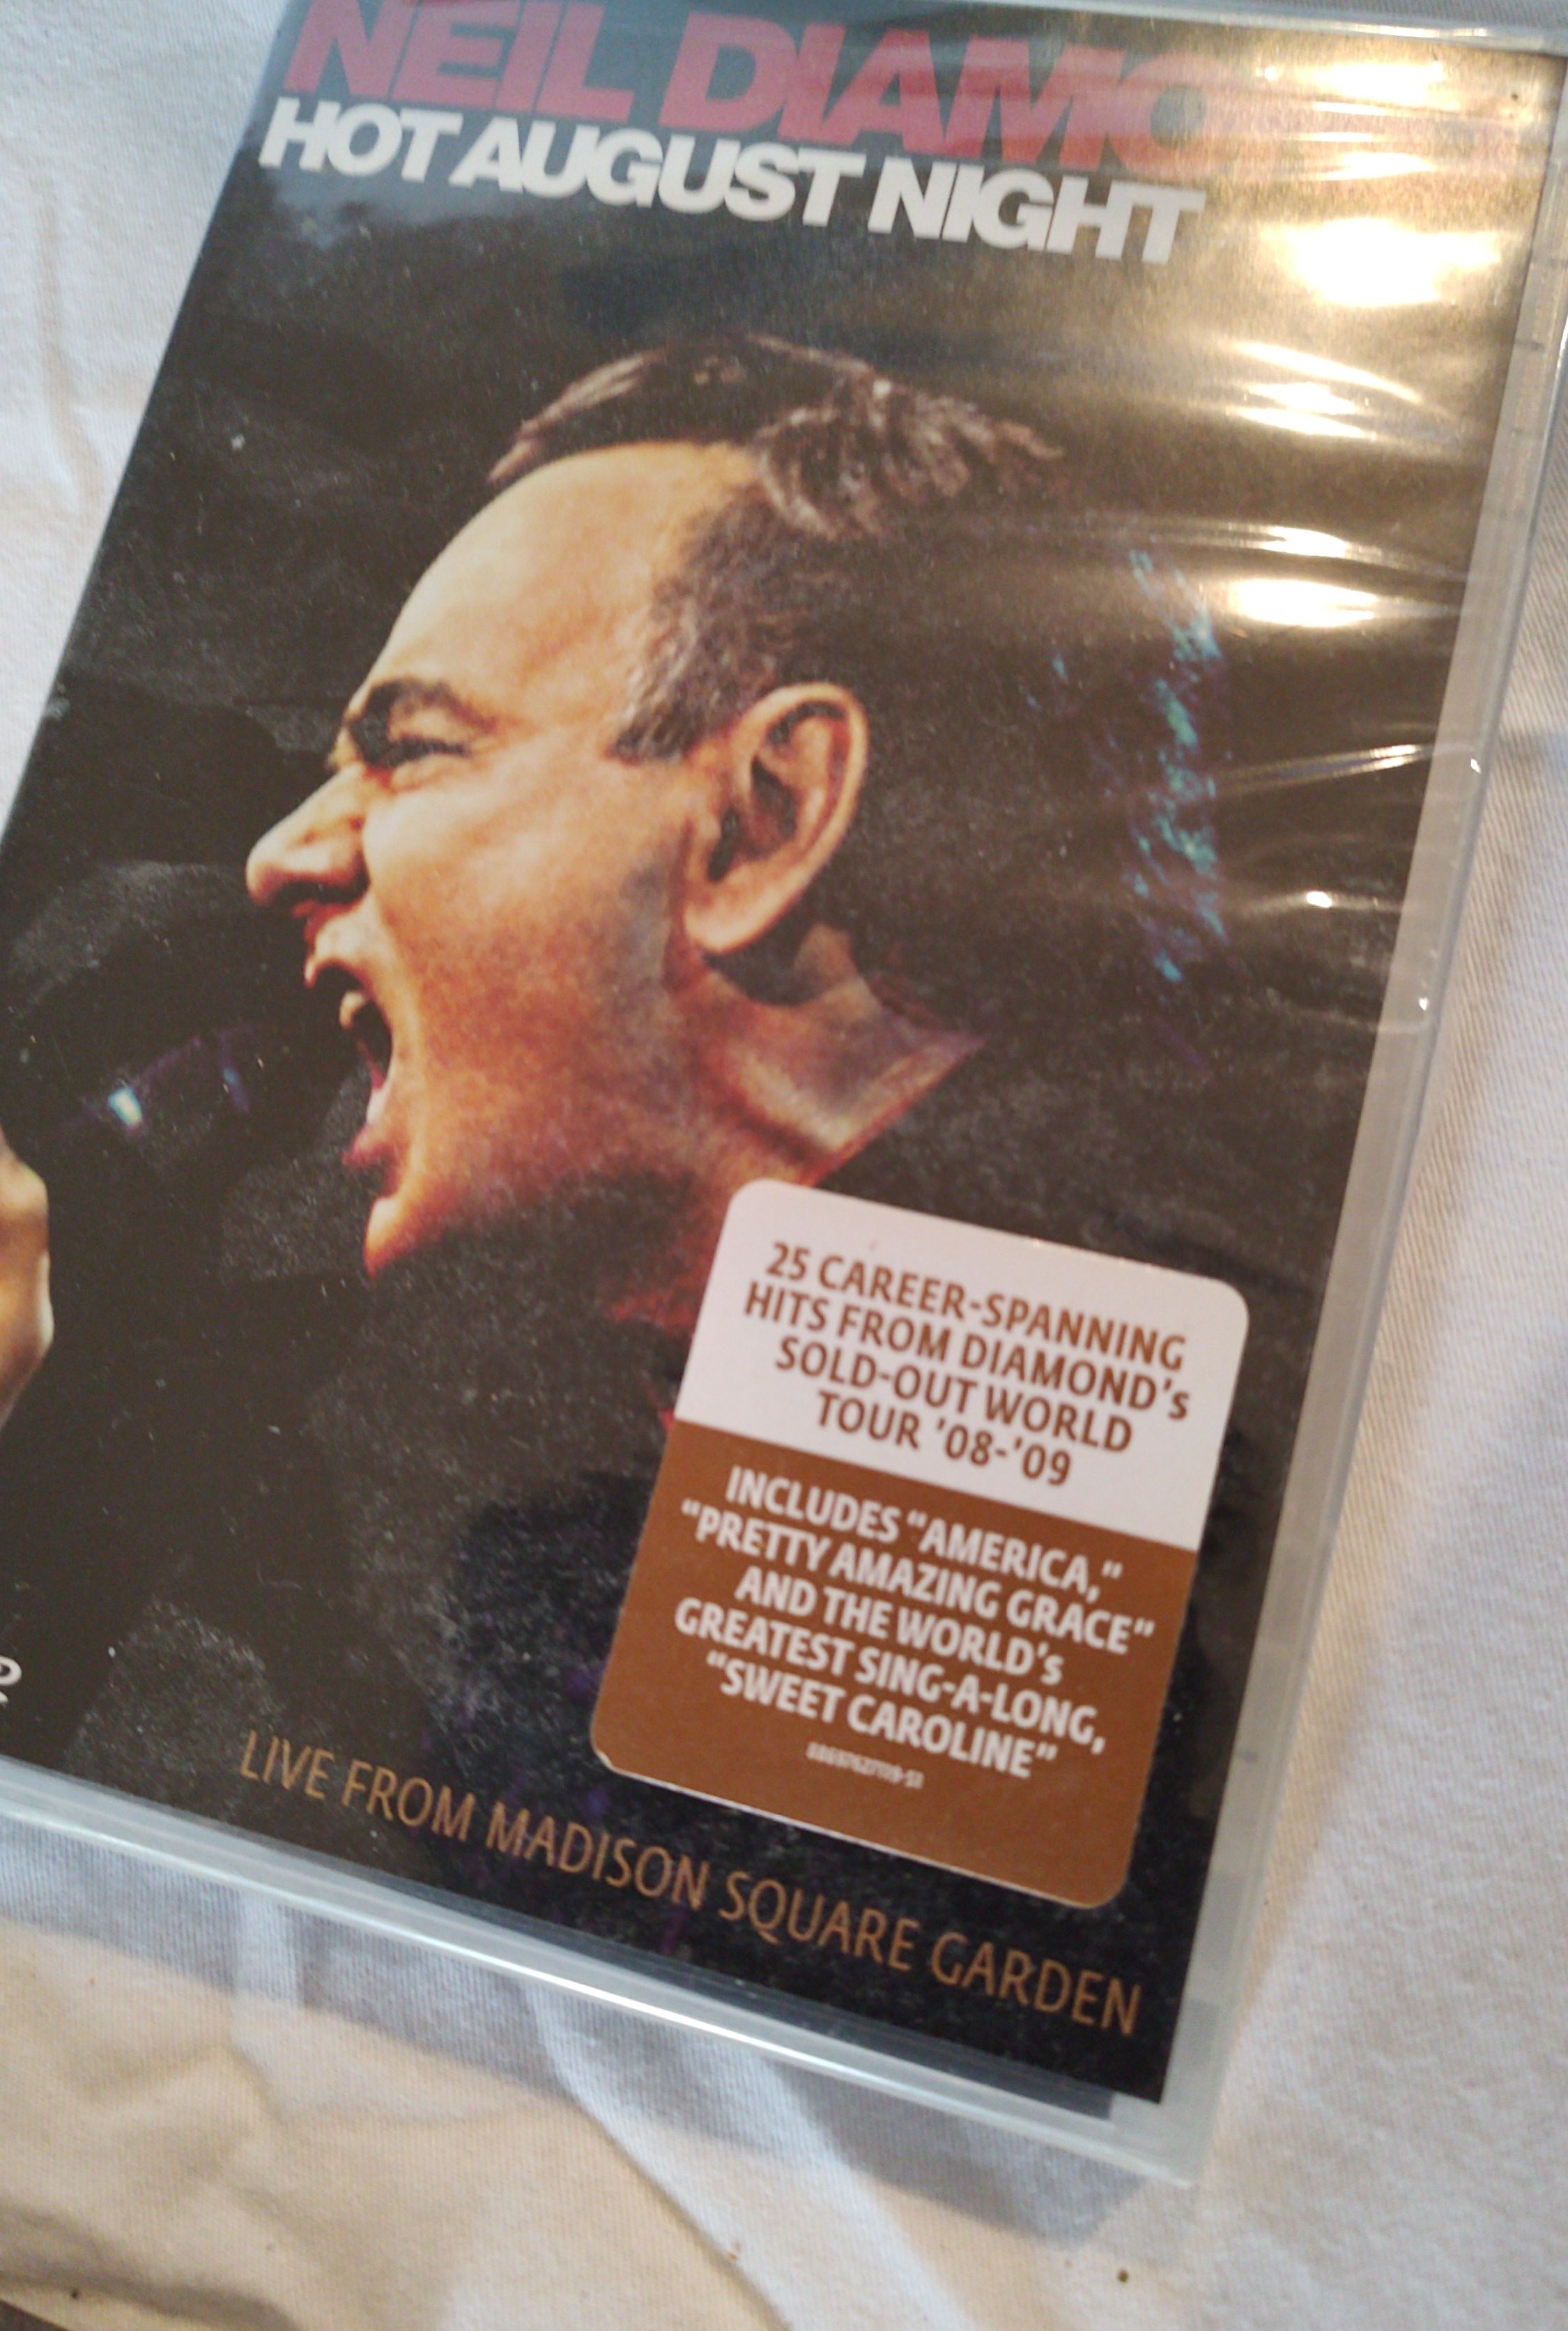 NEIL DIAMO
HOT AUGUST NIGHT
25 CAREER-SPANNING
HITS FROM DIAMOND's
SOLD-OUT WORLD
TOUR '08-'09
INCLUDES "AMERICA,"
"PRETTY AMAZING GRACE"
AND THE WORLD's
GREATEST SING-A-LONG,
"SWEET CAROLINE"
LIVE FROM MADISON SQUARE GARDEN